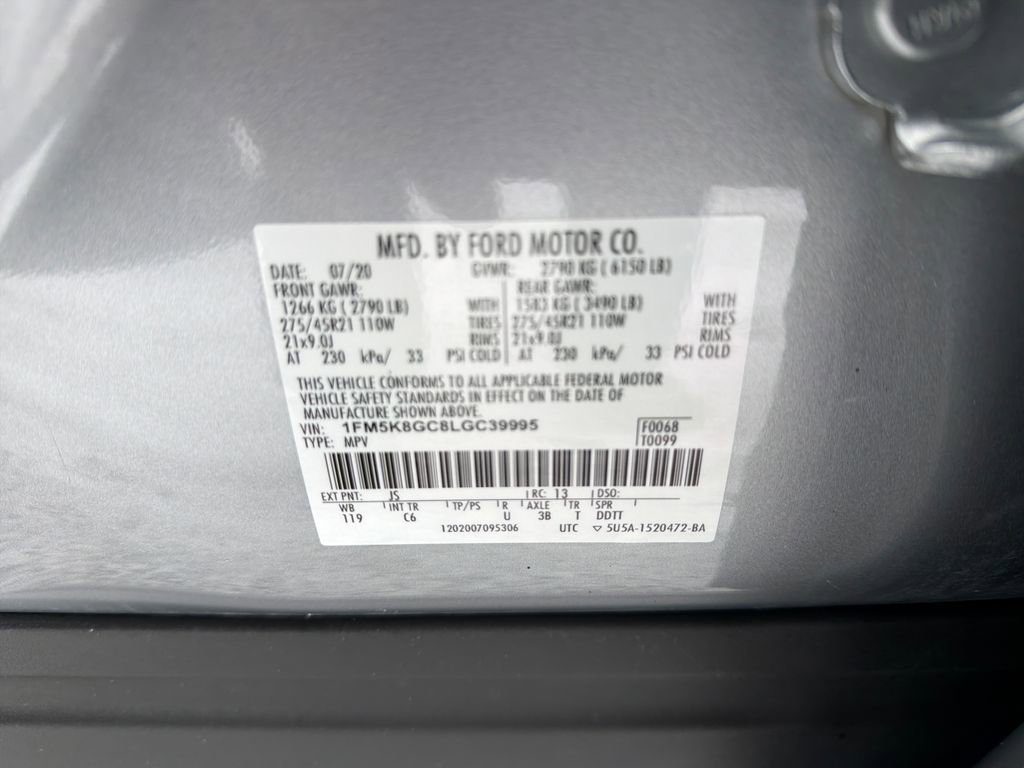 MFD. BY FORD MOTOR CO.
DATE: 07/20 GVWR: 2790 KG ( 6150 LB)
FRONT GAWR: REAR GAWR:
1266 KG ( 2790 LB) WITH 1583 KG ( 3490 LB) WITH
275/45R21 110W TIRES 275/45R21 110W TIRES
21x9.0J RIMS 21x9.0J RIMS
AT 230 kPa/ 33 PSI COLD AT 230 kPa/ 33 PSI COLD
THIS VEHICLE CONFORMS TO ALL APPLICABLE FEDERAL MOTOR
VEHICLE SAFETY STANDARDS IN EFFECT ON THE DATE OF
MANUFACTURE SHOWN ABOVE.
VIN: 1FM5K8GC8LGC39995 F0068
TYPE: MPV T0099
EXT PNT: JS RC: 13 DSO:
WB INT TR TP/PS R AXLE TR SPR
119 C6 U 3B T DDTT
1202007095306 UTC ▽ 5U5A-1520472-BA